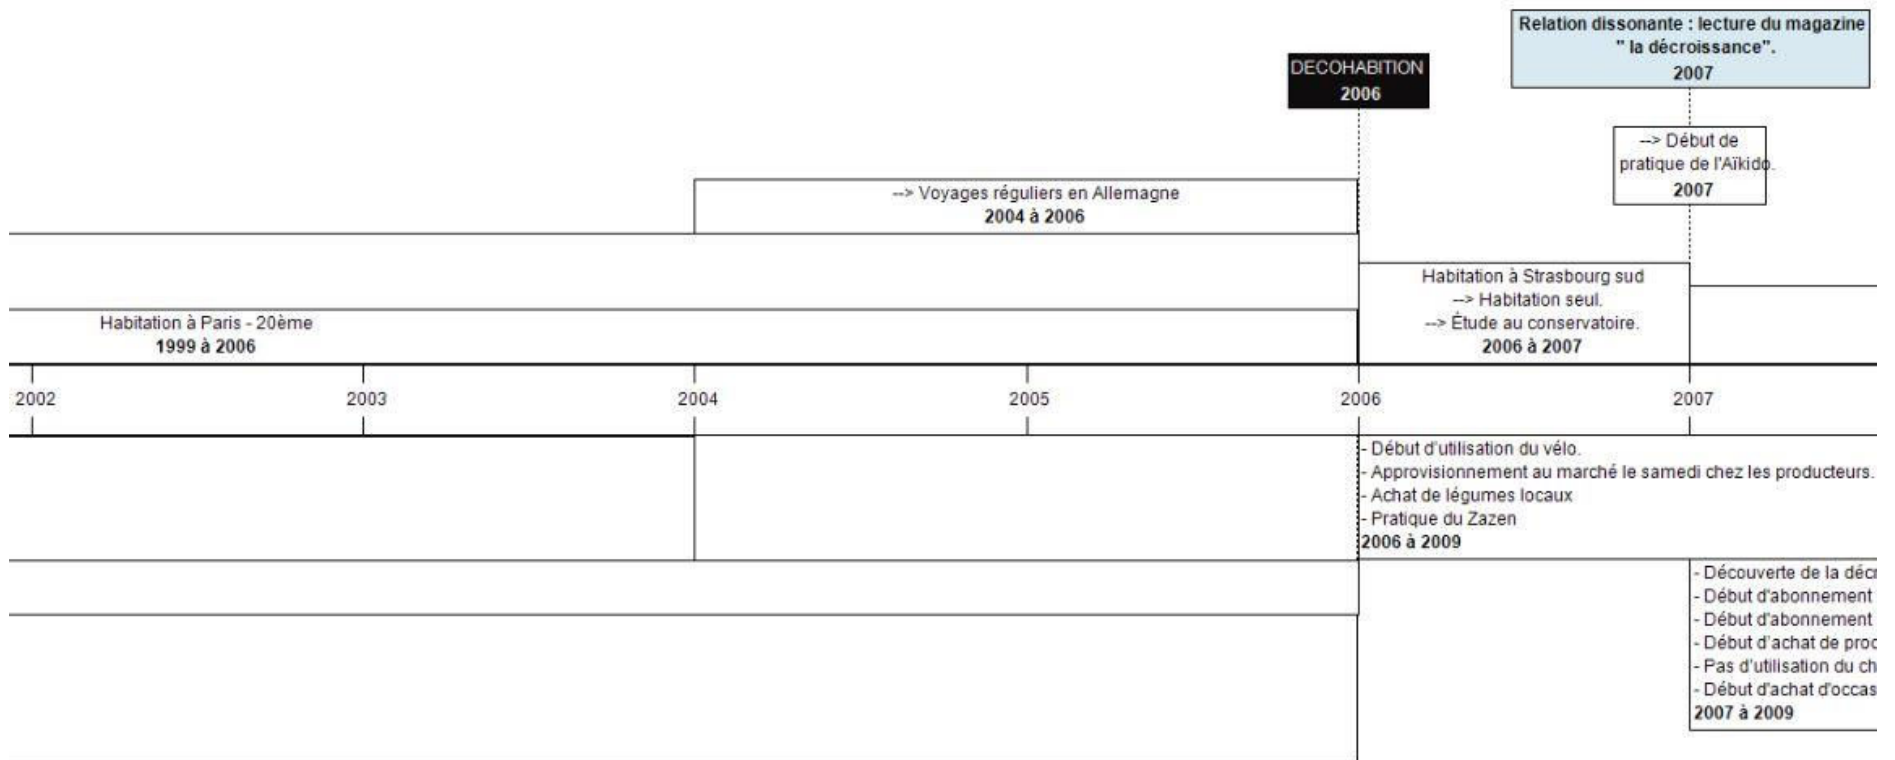 Relation dissonante : lecture du magazine
" la décroissance".
2007
DECOHABITION
2006
--> Début de
pratique de l'Aïkido.
2007
--> Voyages réguliers en Allemagne
2004 à 2006
Habitation à Strasbourg sud
--> Habitation seul.
--> Étude au conservatoire.
2006 à 2007
Habitation à Paris - 20ème
1999 à 2006
2002 2003 2004 2005 2006 2007
- Début d'utilisation du vélo.
- Approvisionnement au marché le samedi chez les producteurs.
- Achat de légumes locaux
- Pratique du Zazen
2006 à 2009
- Découverte de la décr
- Début d'abonnement
- Début d'abonnement
- Début d'achat de proc
- Pas d'utilisation du ch
- Début d'achat d'occas
2007 à 2009